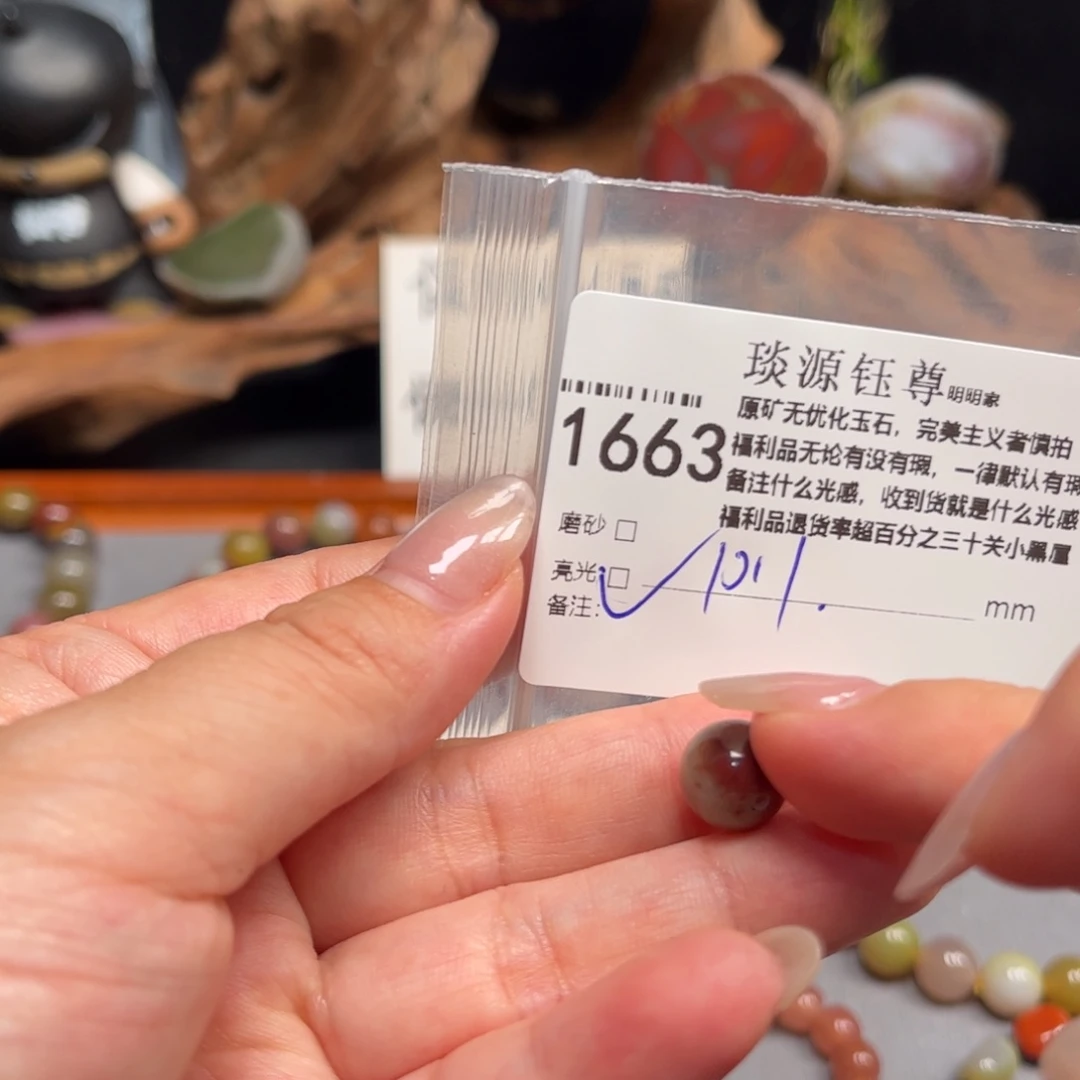 琰源钰尊明明家
原矿无优化玉石，完美主义者慎拍
1663
福利品无论有没有瑕，一律默认有瑕
备注什么光感，收到货就是什么光感
福利品退货率超百分之三十关小黑屋
磨砂 □
亮光 □
mm
备注: